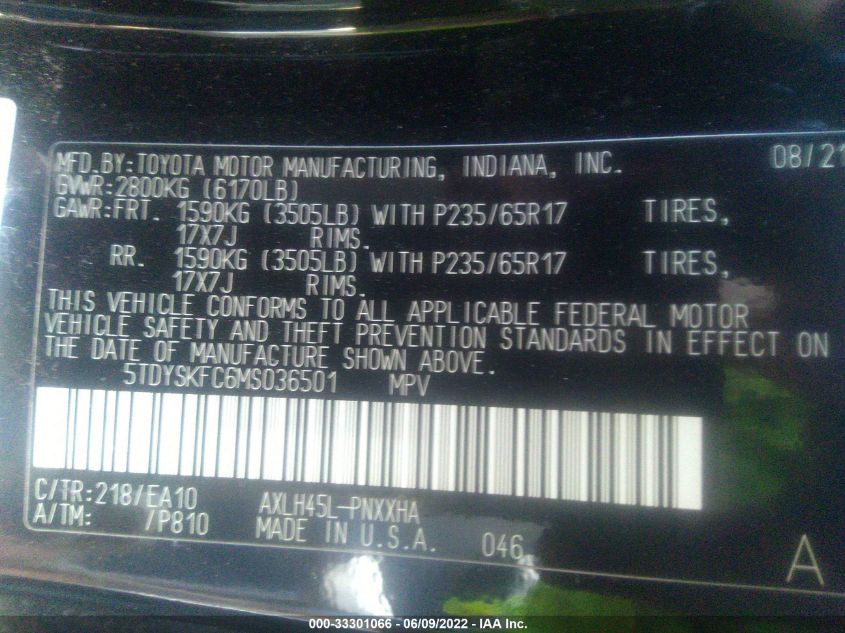 MFD.BY:TOYOTA MOTOR MANUFACTURING, INDIANA, INC. 08/21
GVWR:2800KG (6170LB)
GAWR:FRT. 1590KG (3505LB) WITH P235/65R17 TIRES,
17X7J RIMS.
RR. 1590KG (3505LB) WITH P235/65R17 TIRES,
17X7J RIMS.
THIS VEHICLE CONFORMS TO ALL APPLICABLE FEDERAL MOTOR
VEHICLE SAFETY AND THEFT PREVENTION STANDARDS IN EFFECT ON
THE DATE OF MANUFACTURE SHOWN ABOVE.
5TDYSKFC6MS036501 MPV
C/TR:218/EA10 AXLH45L-PNXXHA
A/TM: /P810 MADE IN U.S.A. 046 A
000-33301066 - 06/09/2022 - IAA Inc.